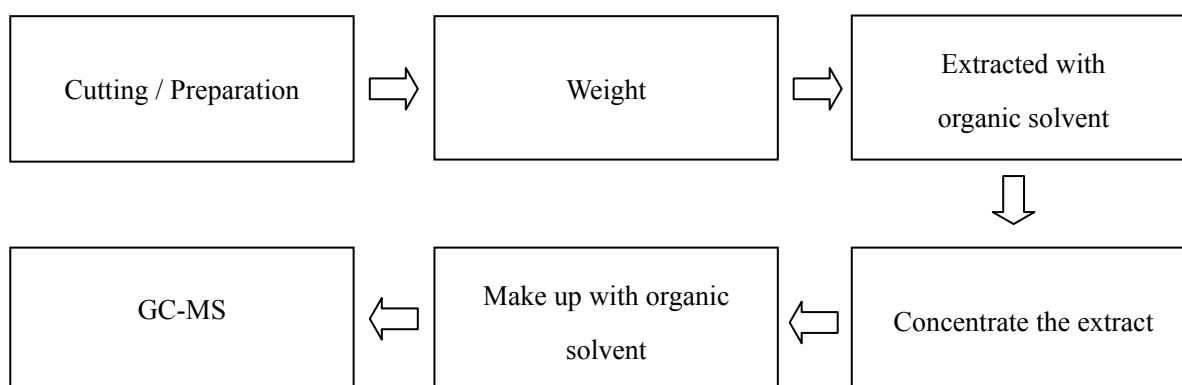 Cutting / Preparation
Weight
Extracted with
organic solvent
Concentrate the extract
Make up with organic
solvent
GC-MS